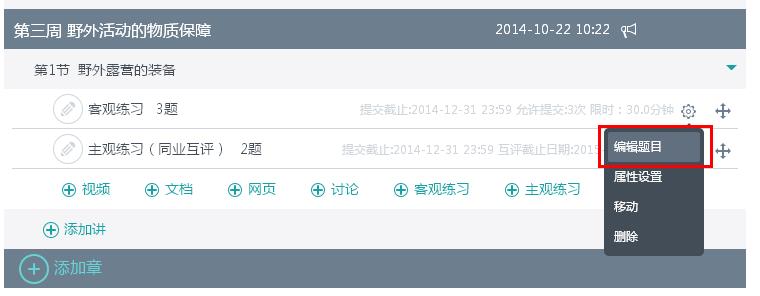 第三周 野外活动的物质保障 2014-10-22 10:22
第1节 野外露营的装备
客观练习 3题 提交截止:2014-12-31 23:59 允许提交:3次 限时：30.0分钟
主观练习（同业互评） 2题 提交截止:2014-12-31 23:59 互评截止日期:2015-
编辑题目
属性设置
移动
删除
视频 文档 网页 讨论 客观练习 主观练习
添加讲
添加章